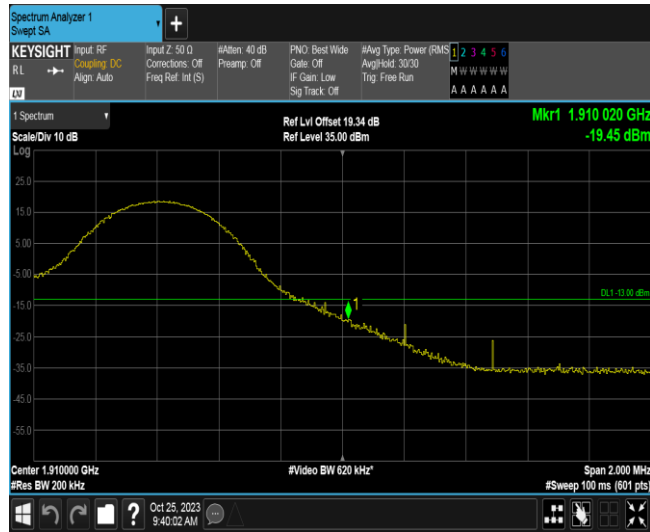 Spectrum Analyzer 1
Swept SA
KEYSIGHT
RL
LXI
Input: RF
Coupling: DC
Align: Auto
Input Z: 50 Ω
Corrections: Off
Freq Ref: Int (S)
#Atten: 40 dB
Preamp: Off
PNO: Best Wide
Gate: Off
IF Gain: Low
Sig Track: Off
#Avg Type: Power (RMS
Avg|Hold: 30/30
Trig: Free Run
1 2 3 4 5 6
M W W W W W
A A A A A A
1 Spectrum
Scale/Div 10 dB
Log
Ref Lvl Offset 19.34 dB
Ref Level 35.00 dBm
Mkr1 1.910 020 GHz
-19.45 dBm
25.0
15.0
5.00
-5.00
-15.0
-25.0
-35.0
-45.0
-55.0
DL1 -13.00 dBm
1
Center 1.910000 GHz
#Res BW 200 kHz
#Video BW 620 kHz*
Span 2.000 MHz
#Sweep 100 ms (601 pts)
?
Oct 25, 2023
9:40:02 AM